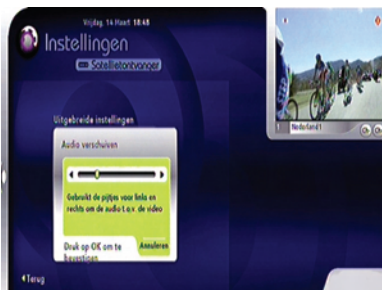 Vrijdag, 14 Maart 18:48
Instellingen
Satellietontvanger
1 Nederland1
Uitgebreide instellingen
Audio verschuiven
Gebruikt de pijltjes voor links en
rechts om de audio t.o.v. de video
Druk op OK om te
bevestigen
Annuleren
Terug